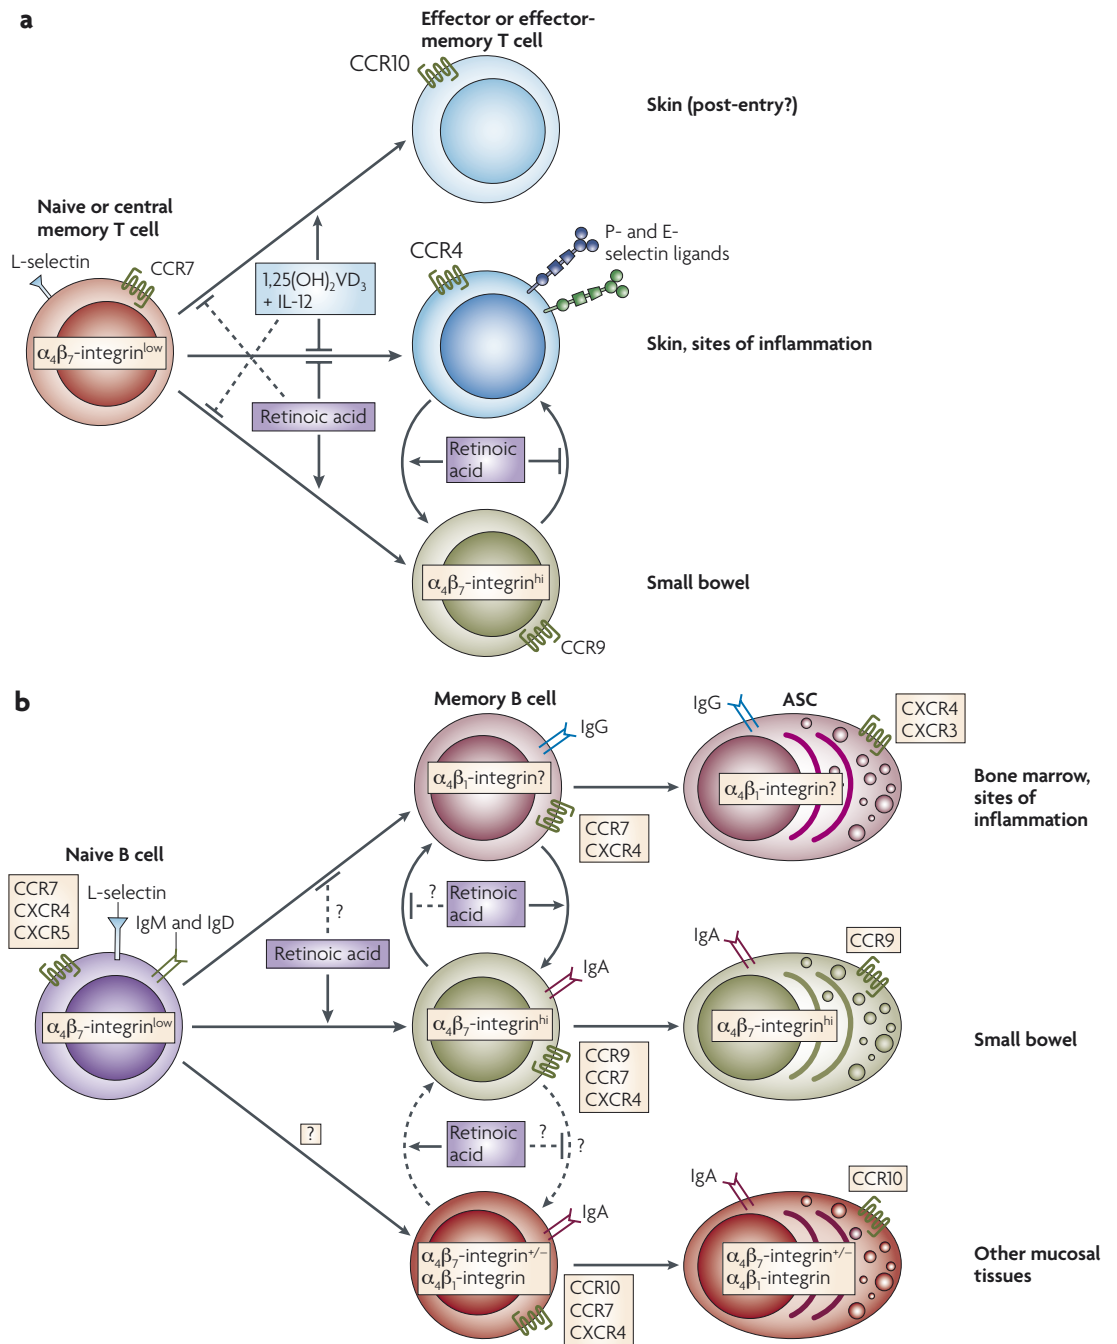 a
Effector or effector-
memory T cell
CCR10
Skin (post-entry?)
Naive or central
memory T cell
L-selectin
CCR7
α₄β₇-integrinˡᵒʷ
1,25(OH)₂VD₃
+ IL-12
Retinoic acid
CCR4
P- and E-
selectin ligands
Skin, sites of inflammation
Retinoic
acid
α₄β₇-integrinʰⁱ
CCR9
Small bowel
b
Memory B cell
ASC
IgG
α₄β₁-integrin?
CCR7
CXCR4
IgG
CXCR4
CXCR3
α₄β₁-integrin?
Bone marrow,
sites of
inflammation
Naive B cell
CCR7
CXCR4
CXCR5
L-selectin
IgM and IgD
α₄β₇-integrinˡᵒʷ
?
Retinoic acid
?
Retinoic
acid
IgA
α₄β₇-integrinʰⁱ
CCR9
CCR7
CXCR4
IgA
CCR9
α₄β₇-integrinʰⁱ
Small bowel
?
Retinoic
acid
?
?
IgA
α₄β₇-integrin⁺/⁻
α₄β₁-integrin
CCR10
CCR7
CXCR4
IgA
CCR10
α₄β₇-integrin⁺/⁻
α₄β₁-integrin
Other mucosal
tissues